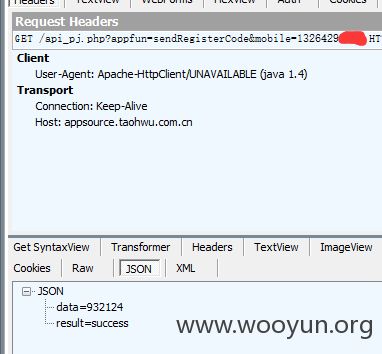 Headers TextView WebForms HexView Auth Cookies Raw
Request Headers
GET /api_pj.php?appfun=sendRegisterCode&mobile=1326429 HT
Client
User-Agent: Apache-HttpClient/UNAVAILABLE (java 1.4)
Transport
Connection: Keep-Alive
Host: appsource.taohwu.com.cn
Get SyntaxView Transformer Headers TextView ImageView
Cookies Raw JSON XML
JSON
data=932124
result=success
www.wooyun.org